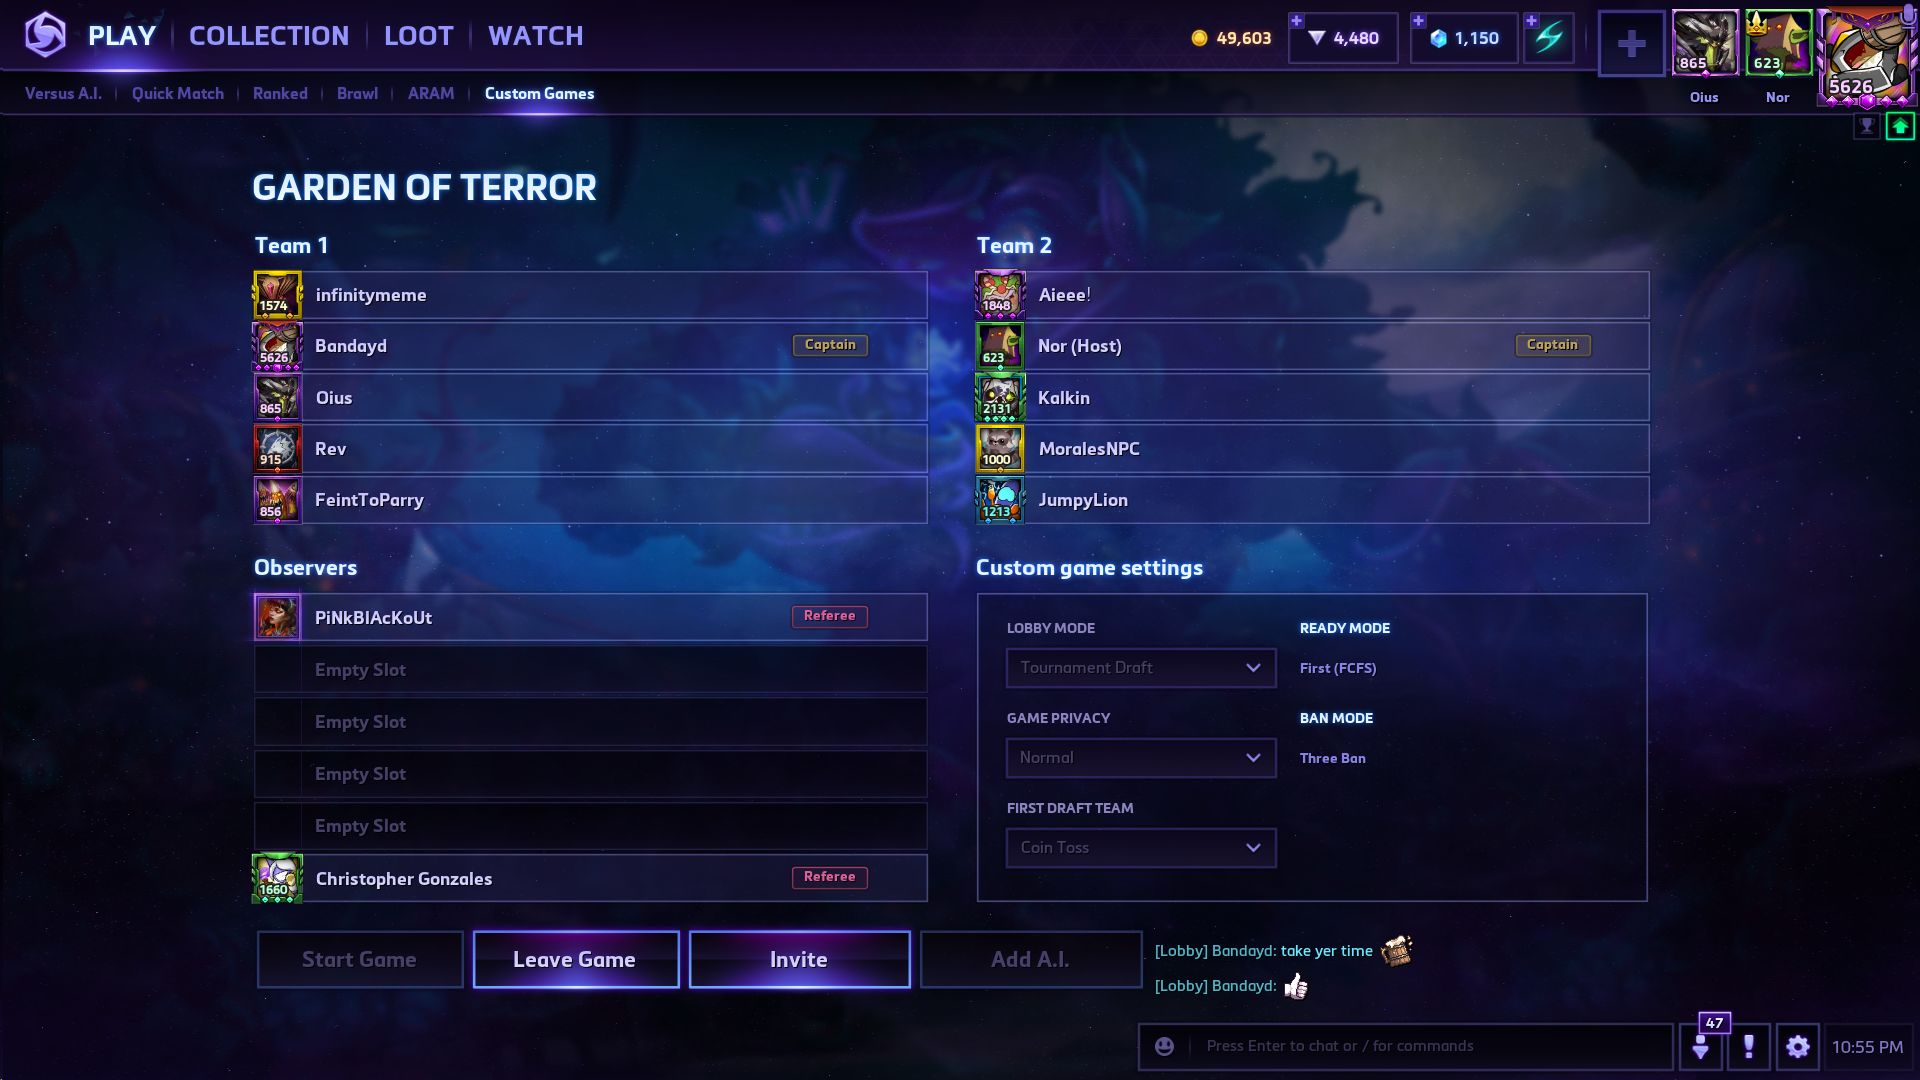 PLAY COLLECTION LOOT WATCH
49,603 4,480 1,150
865 623 5626
Oius Nor
Versus A.I. Quick Match Ranked Brawl ARAM Custom Games
GARDEN OF TERROR
Team 1
1574 infinitymeme
5626 Bandayd Captain
865 Oius
915 Rev
856 FeintToParry
Team 2
1848 Aieee!
623 Nor (Host) Captain
2131 Kalkin
1000 MoralesNPC
1213 JumpyLion
Observers
PiNkBlAcKoUt Referee
Empty Slot
Empty Slot
Empty Slot
Empty Slot
1660 Christopher Gonzales Referee
Custom game settings
LOBBY MODE READY MODE
Tournament Draft First (FCFS)
GAME PRIVACY BAN MODE
Normal Three Ban
FIRST DRAFT TEAM
Coin Toss
Start Game Leave Game Invite Add A.I.
[Lobby] Bandayd: take yer time
[Lobby] Bandayd:
47
Press Enter to chat or / for commands
10:55 PM